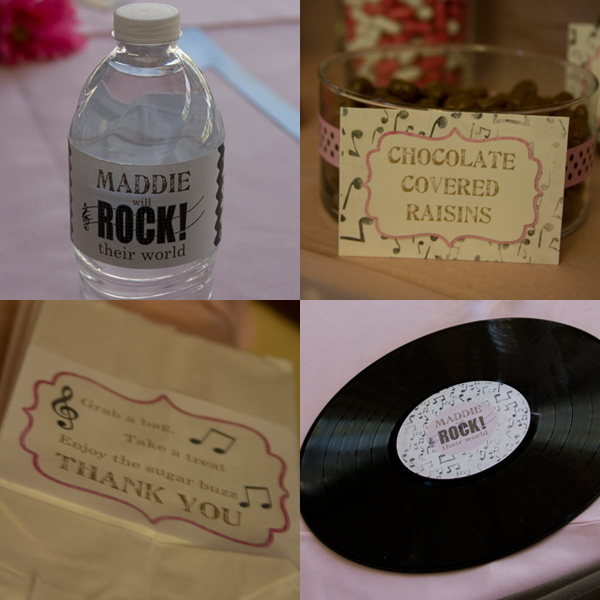 MADDIE
will
ROCK!
their world
CHOCOLATE
COVERED
RAISINS
Grab a bag,
Take a treat
Enjoy the sugar buzz
THANK YOU
MADDIE
ROCK!
their world